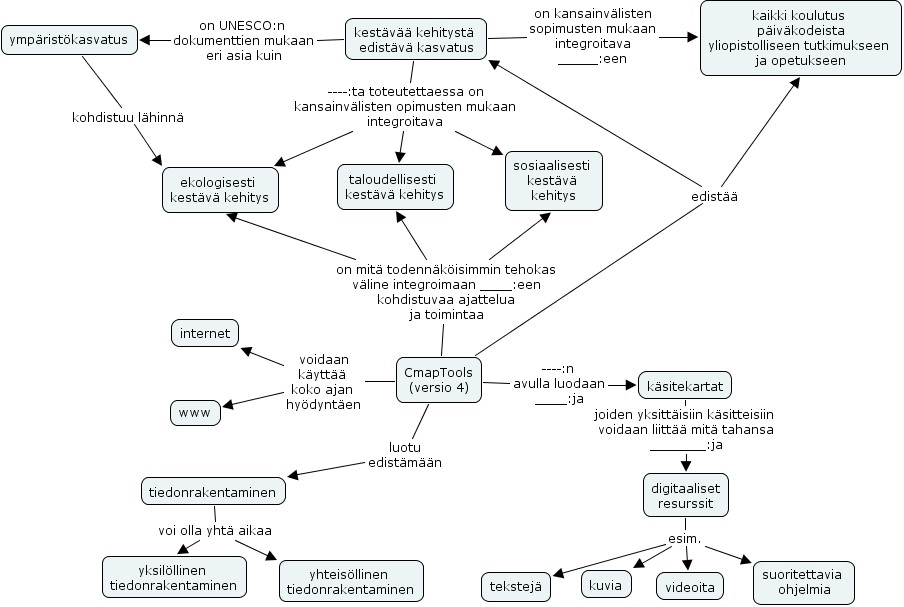 ympäristökasvatus
on UNESCO:n
dokumenttien mukaan
eri asia kuin
kestävää kehitystä
edistävä kasvatus
on kansainvälisten
sopimusten mukaan
integroitava
______:een
kaikki koulutus
päiväkodeista
yliopistolliseen tutkimukseen
ja opetukseen
kohdistuu lähinnä
----:ta toteutettaessa on
kansainvälisten opimusten mukaan
integroitava
ekologisesti
kestävä kehitys
taloudellisesti
kestävä kehitys
sosiaalisesti
kestävä
kehitys
edistää
on mitä todennäköisimmin tehokas
väline integroimaan _____:een
kohdistuvaa ajattelua
ja toimintaa
internet
www
voidaan
käyttää
koko ajan
hyödyntäen
CmapTools
(versio 4)
----:n
avulla luodaan
_____:ja
käsitekartat
joiden yksittäisiin käsitteisiin
voidaan liittää mitä tahansa
_________:ja
digitaaliset
resurssit
esim.
tekstejä
kuvia
videoita
suoritettavia
ohjelmia
luotu
edistämään
tiedonrakentaminen
voi olla yhtä aikaa
yksilöllinen
tiedonrakentaminen
yhteisöllinen
tiedonrakentaminen